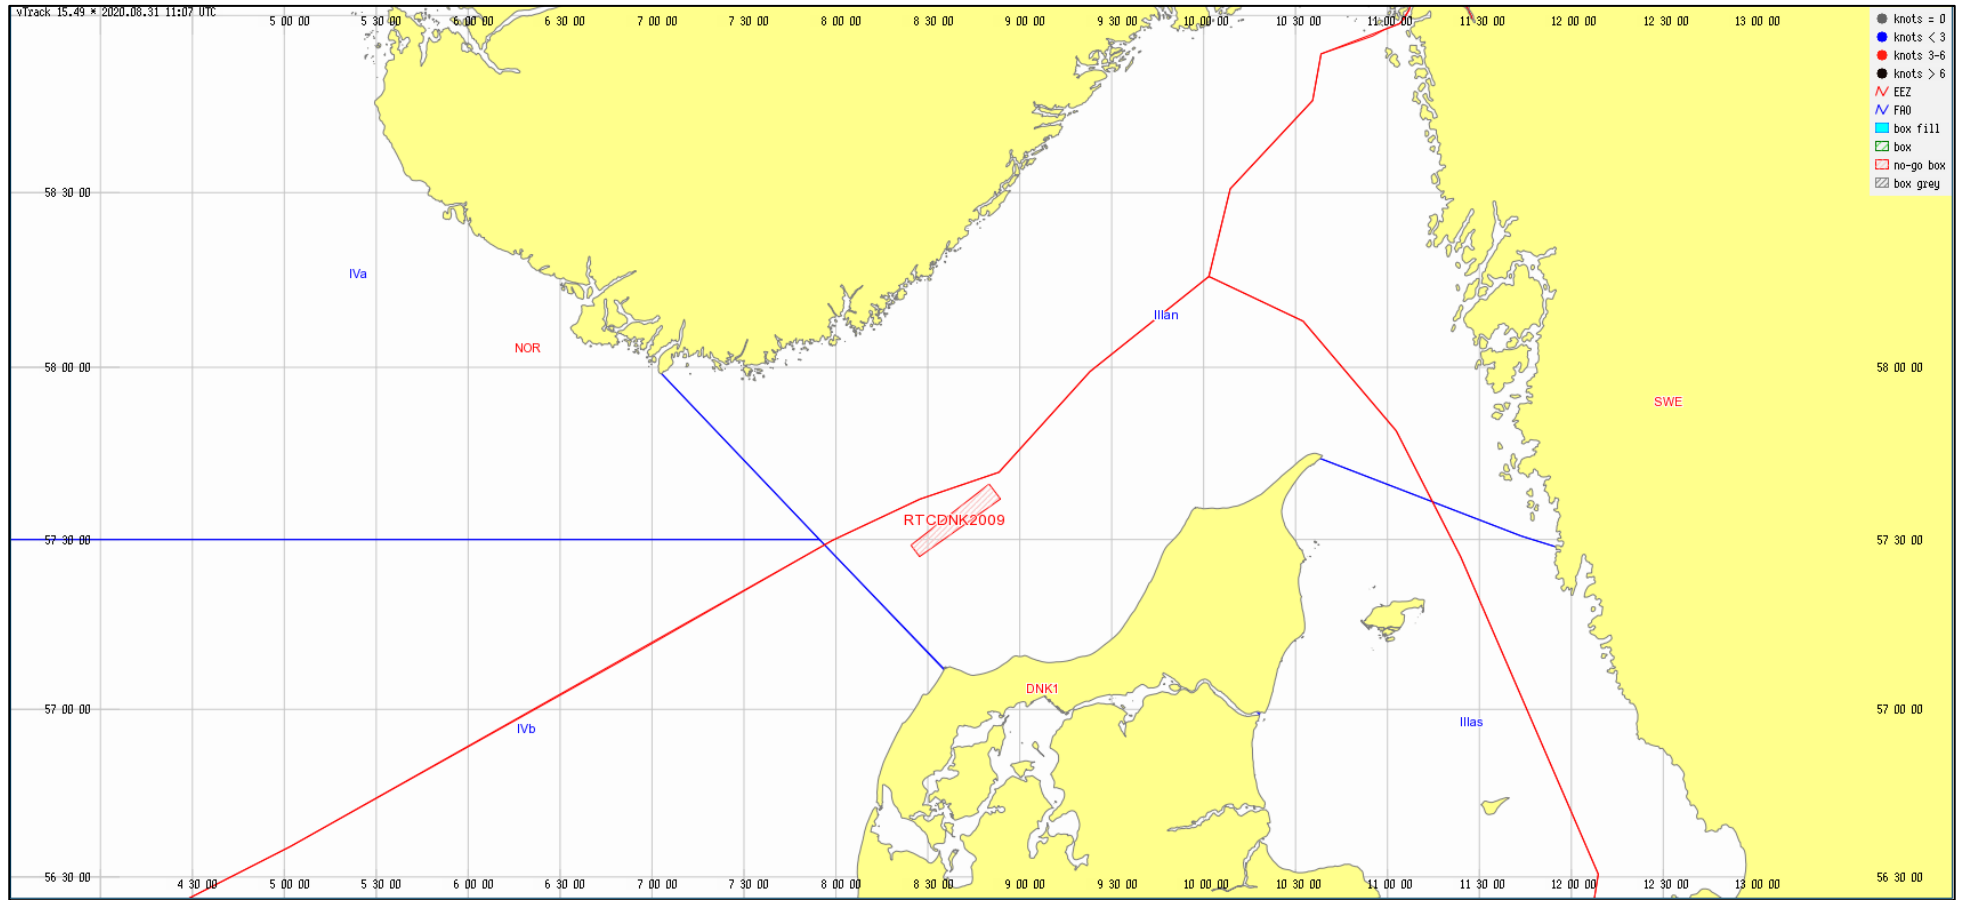 vTrack 15.49 * 2020.08.31 11:07 UTC
5 00 00 5 30 00 6 00 00 6 30 00 7 00 00 7 30 00 8 00 00 8 30 00 9 00 00 9 30 00 10 00 00 10 30 00 11 00 00 11 30 00 12 00 00 12 30 00 13 00 00
knots = 0
knots < 3
knots 3-6
knots > 6
EEZ
FAO
box fill
box
no-go box
box grey
58 30 00
IVa
IIIan
NOR
58 00 00 58 00 00
SWE
RTCDNK2009
57 30 00 57 30 00
DNK1
57 00 00 57 00 00
IVb
IIIas
56 30 00 56 30 00
4 30 00 5 00 00 5 30 00 6 00 00 6 30 00 7 00 00 7 30 00 8 00 00 8 30 00 9 00 00 9 30 00 10 00 00 10 30 00 11 00 00 11 30 00 12 00 00 12 30 00 13 00 00